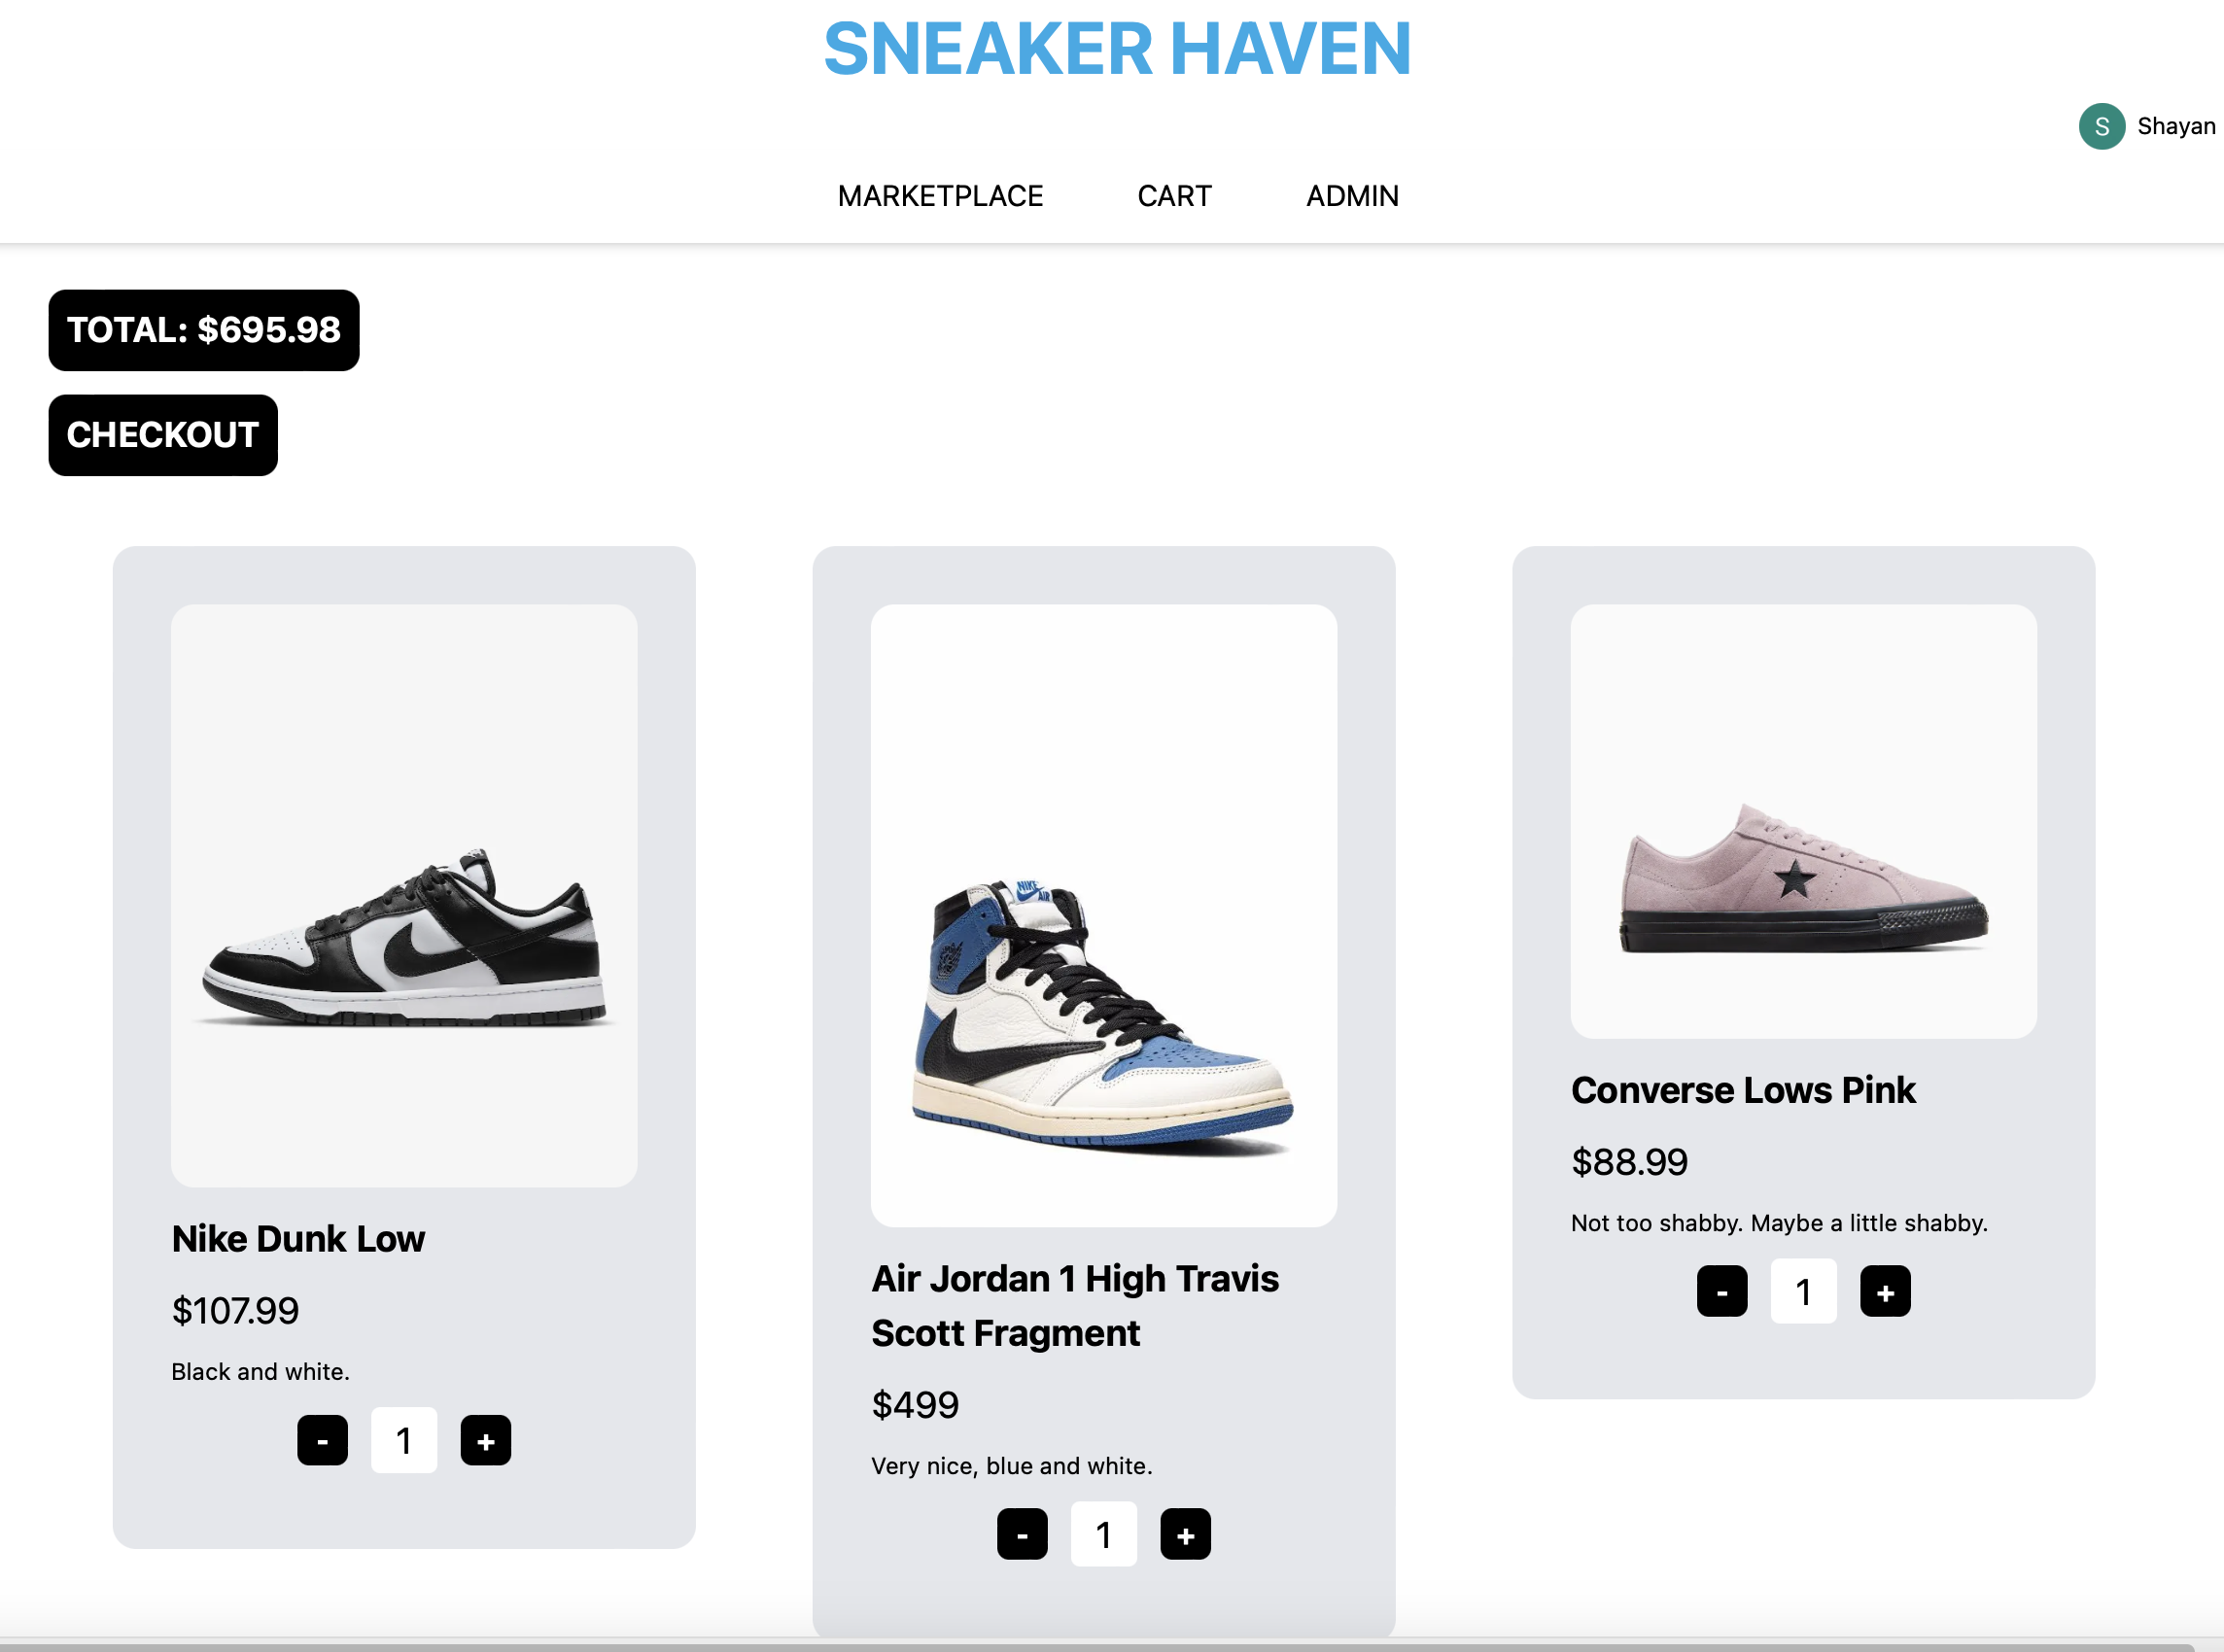 SNEAKER HAVEN
S Shayan
MARKETPLACE CART ADMIN
TOTAL: $695.98
CHECKOUT
Nike Dunk Low
$107.99
Black and white.
- 1 +
NIKE
AIR
Air Jordan 1 High Travis
Scott Fragment
$499
Very nice, blue and white.
- 1 +
Converse Lows Pink
$88.99
Not too shabby. Maybe a little shabby.
- 1 +